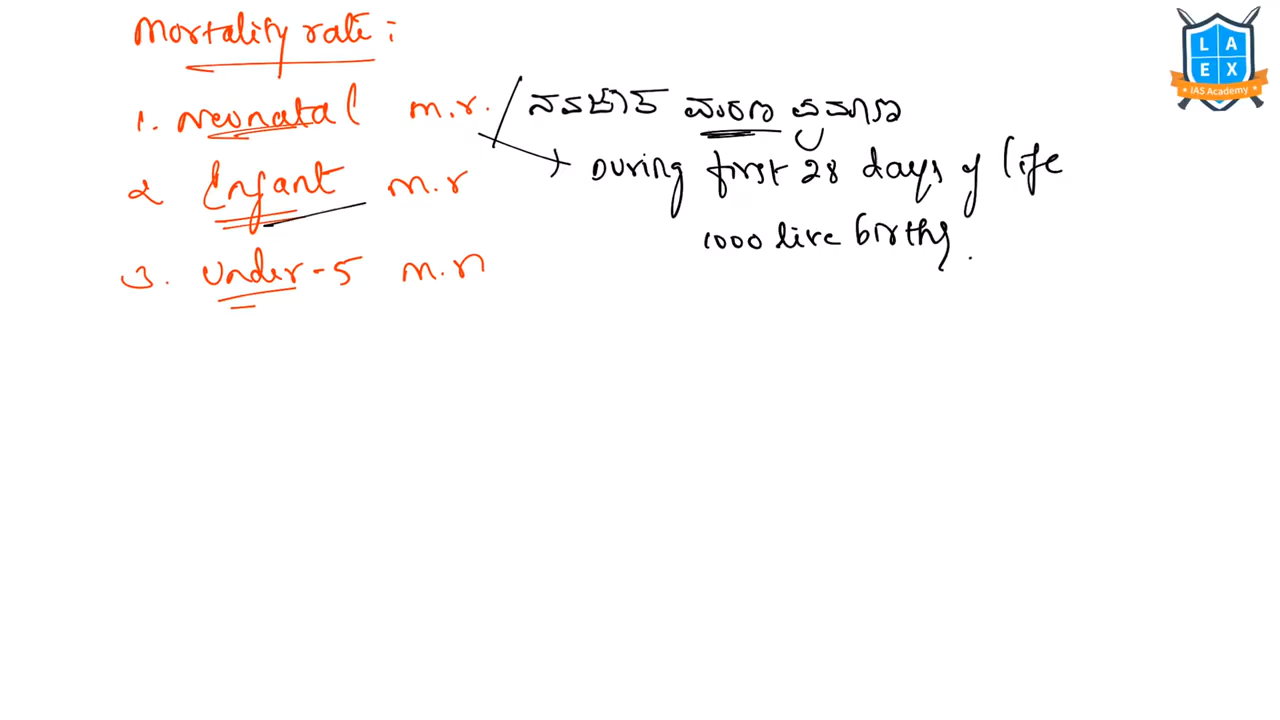 Mortality rate :
1. Neonatal m.r. / ನವಜಾತ ಮರಣ ಪ್ರಮಾಣ
→ During first 28 days of life
1000 live births.
2 Enfant m.r
3. Under-5 m.r
L A
E X
IAS Academy